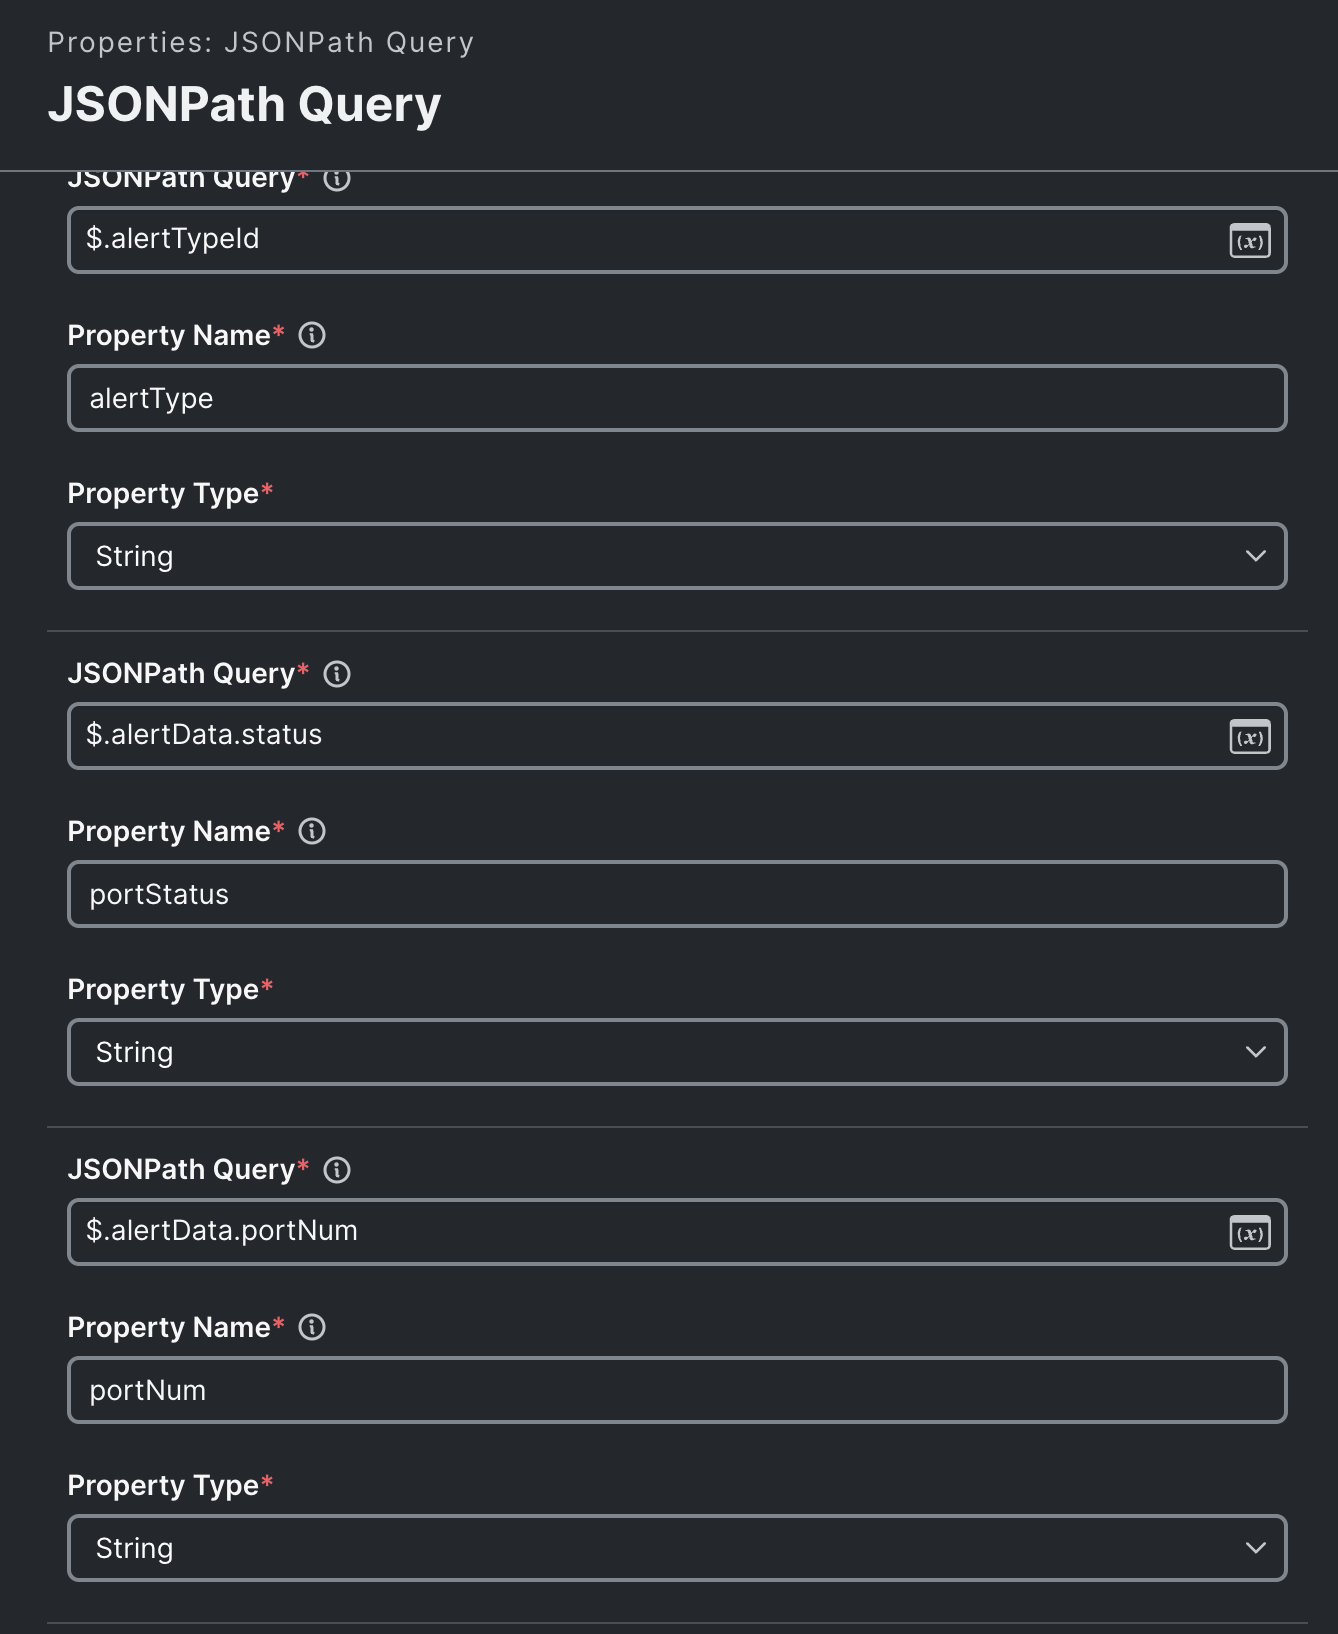 Properties: JSONPath Query
JSONPath Query
JSONPath Query*
$.alertTypeId
(x)
Property Name*
alertType
Property Type*
String
JSONPath Query*
$.alertData.status
(x)
Property Name*
portStatus
Property Type*
String
JSONPath Query*
$.alertData.portNum
(x)
Property Name*
portNum
Property Type*
String